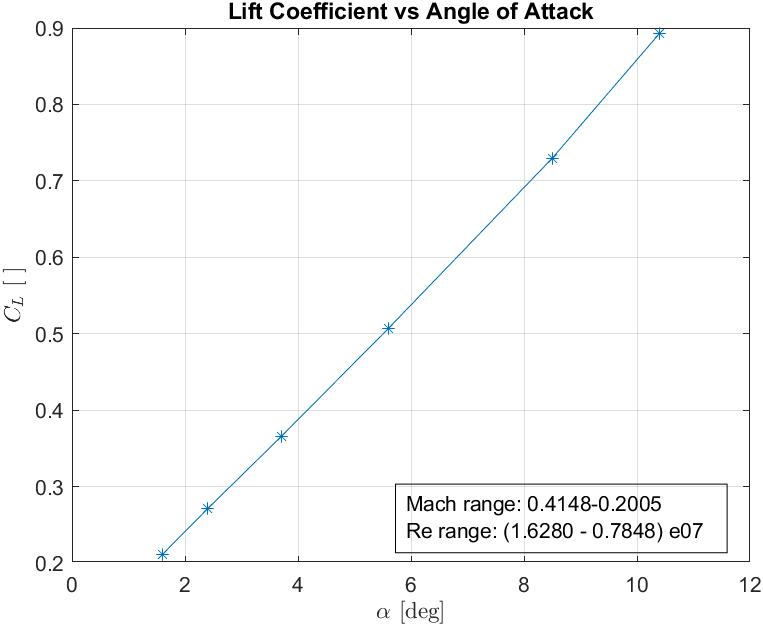 Lift Coefficient vs Angle of Attack
0.9
0.8
0.7
0.6
0.5
0.4
0.3
0.2
C_L [ ]
Mach range: 0.4148-0.2005
Re range: (1.6280 - 0.7848) e07
0 2 4 6 8 10 12
α [deg]